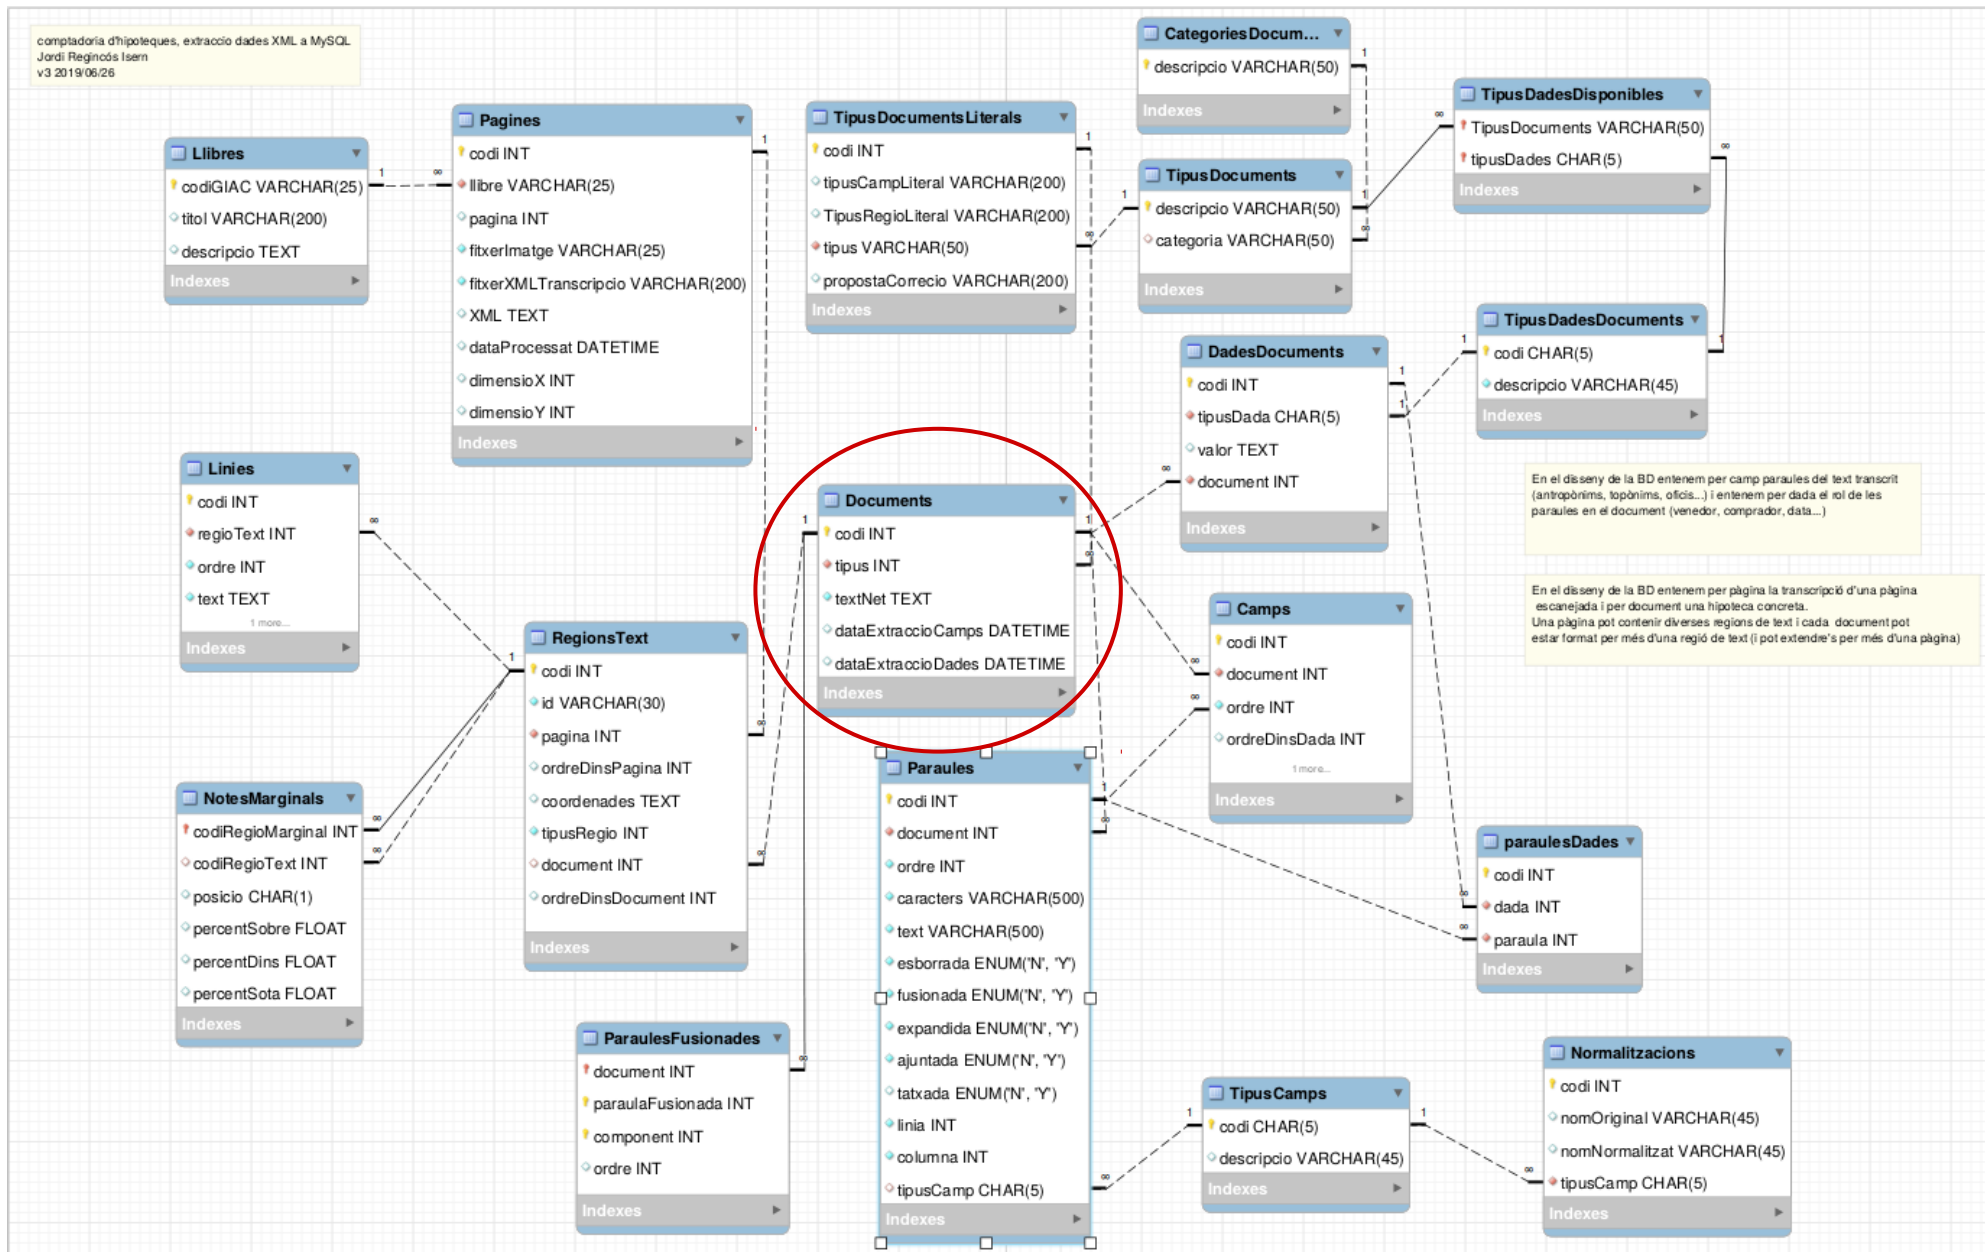 comptadoria d'hipoteques, extraccio dades XML a MySQL
Jordi Regincós Isern
v3 2019/06/26
Llibres
codiGIAC VARCHAR(25)
titol VARCHAR(200)
descripcio TEXT
Indexes
Pagines
codi INT
llibre VARCHAR(25)
pagina INT
fitxerImatge VARCHAR(25)
fitxerXMLTranscripcio VARCHAR(200)
XML TEXT
dataProcessat DATETIME
dimensioX INT
dimensioY INT
Indexes
TipusDocumentsLiterals
codi INT
tipusCampLiteral VARCHAR(200)
TipusRegioLiteral VARCHAR(200)
tipus VARCHAR(50)
propostaCorrecio VARCHAR(200)
Indexes
CategoriesDocum...
descripcio VARCHAR(50)
Indexes
TipusDocuments
descripcio VARCHAR(50)
categoria VARCHAR(50)
Indexes
TipusDadesDisponibles
TipusDocuments VARCHAR(50)
tipusDades CHAR(5)
Indexes
TipusDadesDocuments
codi CHAR(5)
descripcio VARCHAR(45)
Indexes
DadesDocuments
codi INT
tipusDada CHAR(5)
valor TEXT
document INT
Indexes
En el disseny de la BD entenem per camp paraules del text transcrit
(antropònims, topònims, oficis...) i entenem per dada el rol de les
paraules en el document (venedor, comprador, data...)
En el disseny de la BD entenem per pàgina la transcripció d'una pàgina
escanejada i per document una hipoteca concreta.
Una pàgina pot contenir diverses regions de text i cada document pot
estar format per més d'una regió de text (i pot extendre's per més d'una pàgina)
Linies
codi INT
regioText INT
ordre INT
text TEXT
1 more...
Indexes
Documents
codi INT
tipus INT
textNet TEXT
dataExtraccioCamps DATETIME
dataExtraccioDades DATETIME
Indexes
Camps
codi INT
document INT
ordre INT
ordreDinsDada INT
1 more...
Indexes
RegionsText
codi INT
id VARCHAR(30)
pagina INT
ordreDinsPagina INT
coordenades TEXT
tipusRegio INT
document INT
ordreDinsDocument INT
Indexes
NotesMarginals
codiRegioMarginal INT
codiRegioText INT
posicio CHAR(1)
percentSobre FLOAT
percentDins FLOAT
percentSota FLOAT
Indexes
Paraules
codi INT
document INT
ordre INT
caracters VARCHAR(500)
text VARCHAR(500)
esborrada ENUM('N', 'Y')
fusionada ENUM('N', 'Y')
expandida ENUM('N', 'Y')
ajuntada ENUM('N', 'Y')
tatxada ENUM('N', 'Y')
linia INT
columna INT
tipusCamp CHAR(5)
Indexes
paraulesDades
codi INT
dada INT
paraula INT
Indexes
ParaulesFusionades
document INT
paraulaFusionada INT
component INT
ordre INT
Indexes
TipusCamps
codi CHAR(5)
descripcio VARCHAR(45)
Indexes
Normalitzacions
codi INT
nomOriginal VARCHAR(45)
nomNormalitzat VARCHAR(45)
tipusCamp CHAR(5)
Indexes